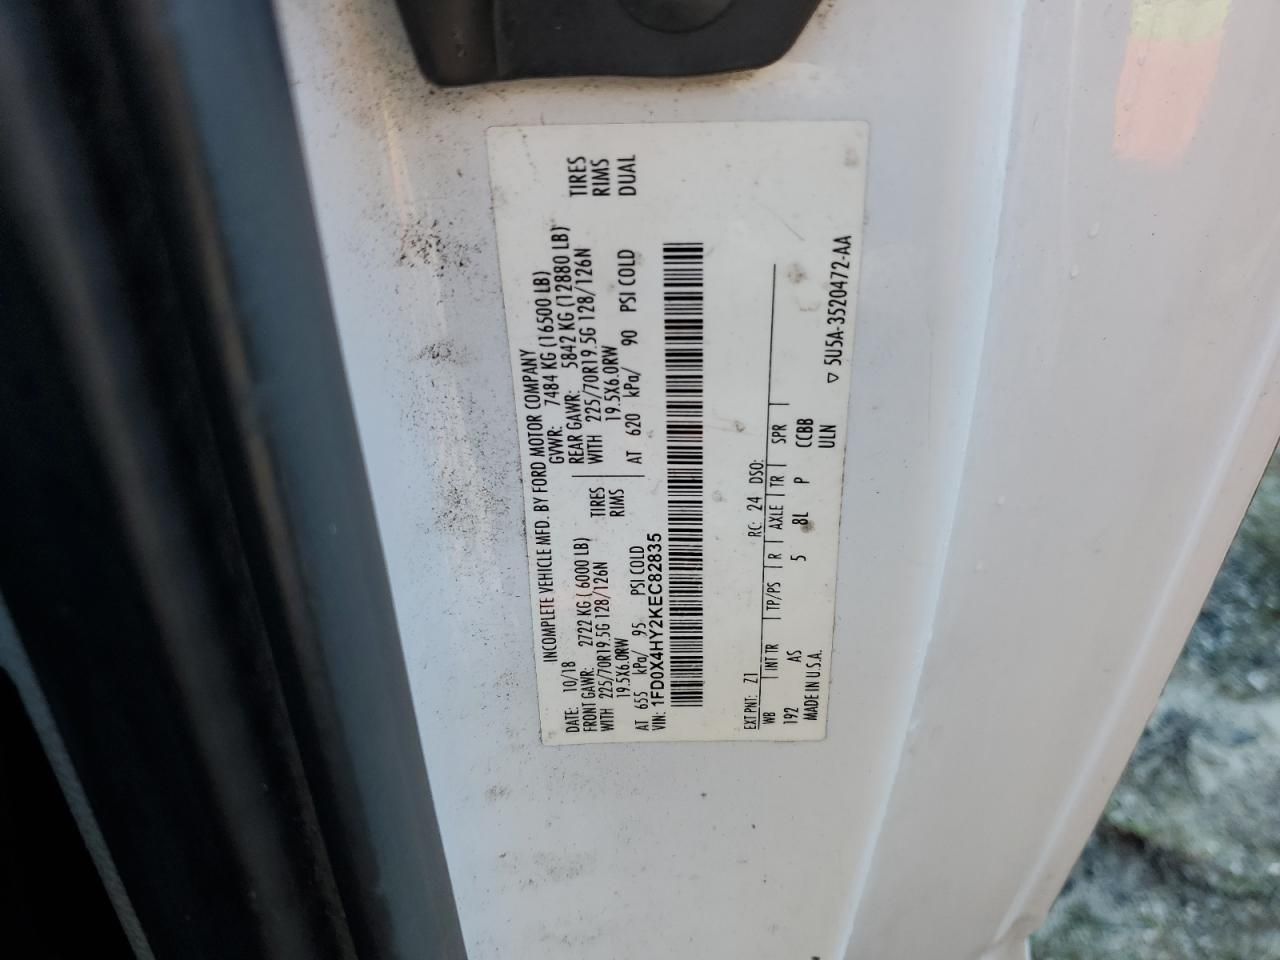 INCOMPLETE VEHICLE MFD. BY FORD MOTOR COMPANY
DATE: 10/18 GVWR: 7484 KG (16500 LB)
FRONT GAWR: 2722 KG ( 6000 LB) REAR GAWR: 5842 KG (12880 LB)
WITH 225/70R19.5G 128/126N TIRES WITH 225/70R19.5G 128/126N TIRES
19.5X6.0RW RIMS 19.5X6.0RW RIMS
AT 655 kPa/ 95 PSI COLD AT 620 kPa/ 90 PSI COLD DUAL
VIN: 1FD0X4HY2KEC82835
EXT PNT: Z1 RC: 24 DSO:
WB INT TR TP/PS R AXLE TR SPR
192 AS 5 8L P CCBB
MADE IN U.S.A. ULN
▽ 5U5A-3520472-AA